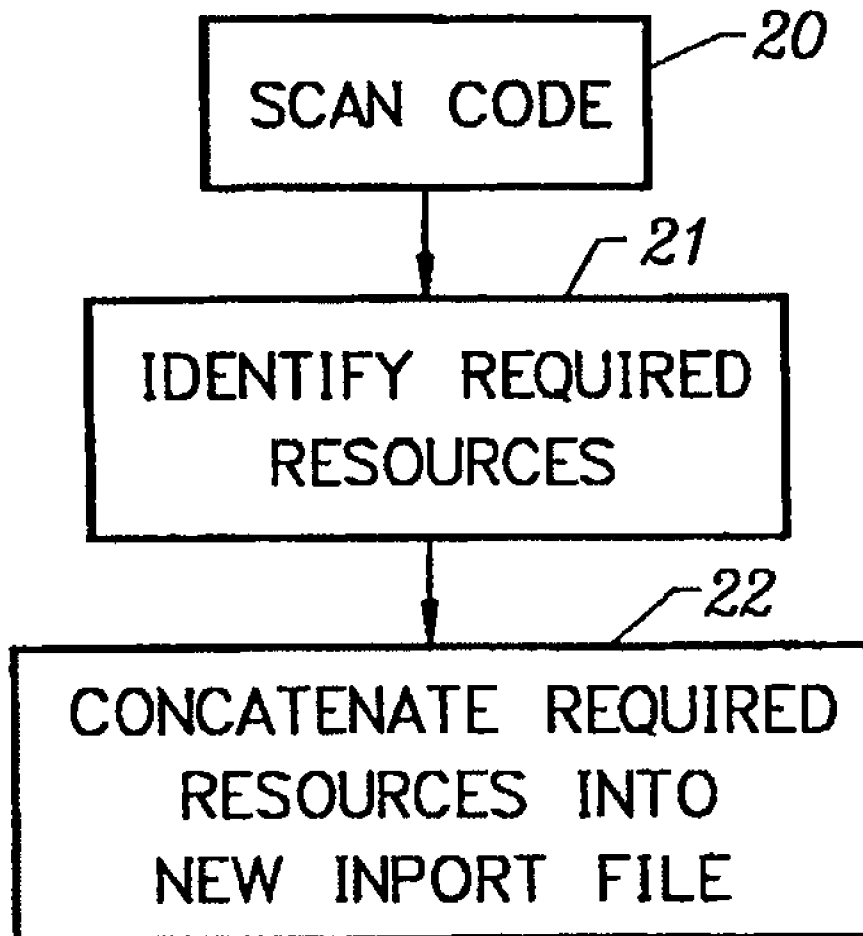 20
SCAN CODE
21
IDENTIFY REQUIRED
RESOURCES
22
CONCATENATE REQUIRED
RESOURCES INTO
NEW INPORT FILE